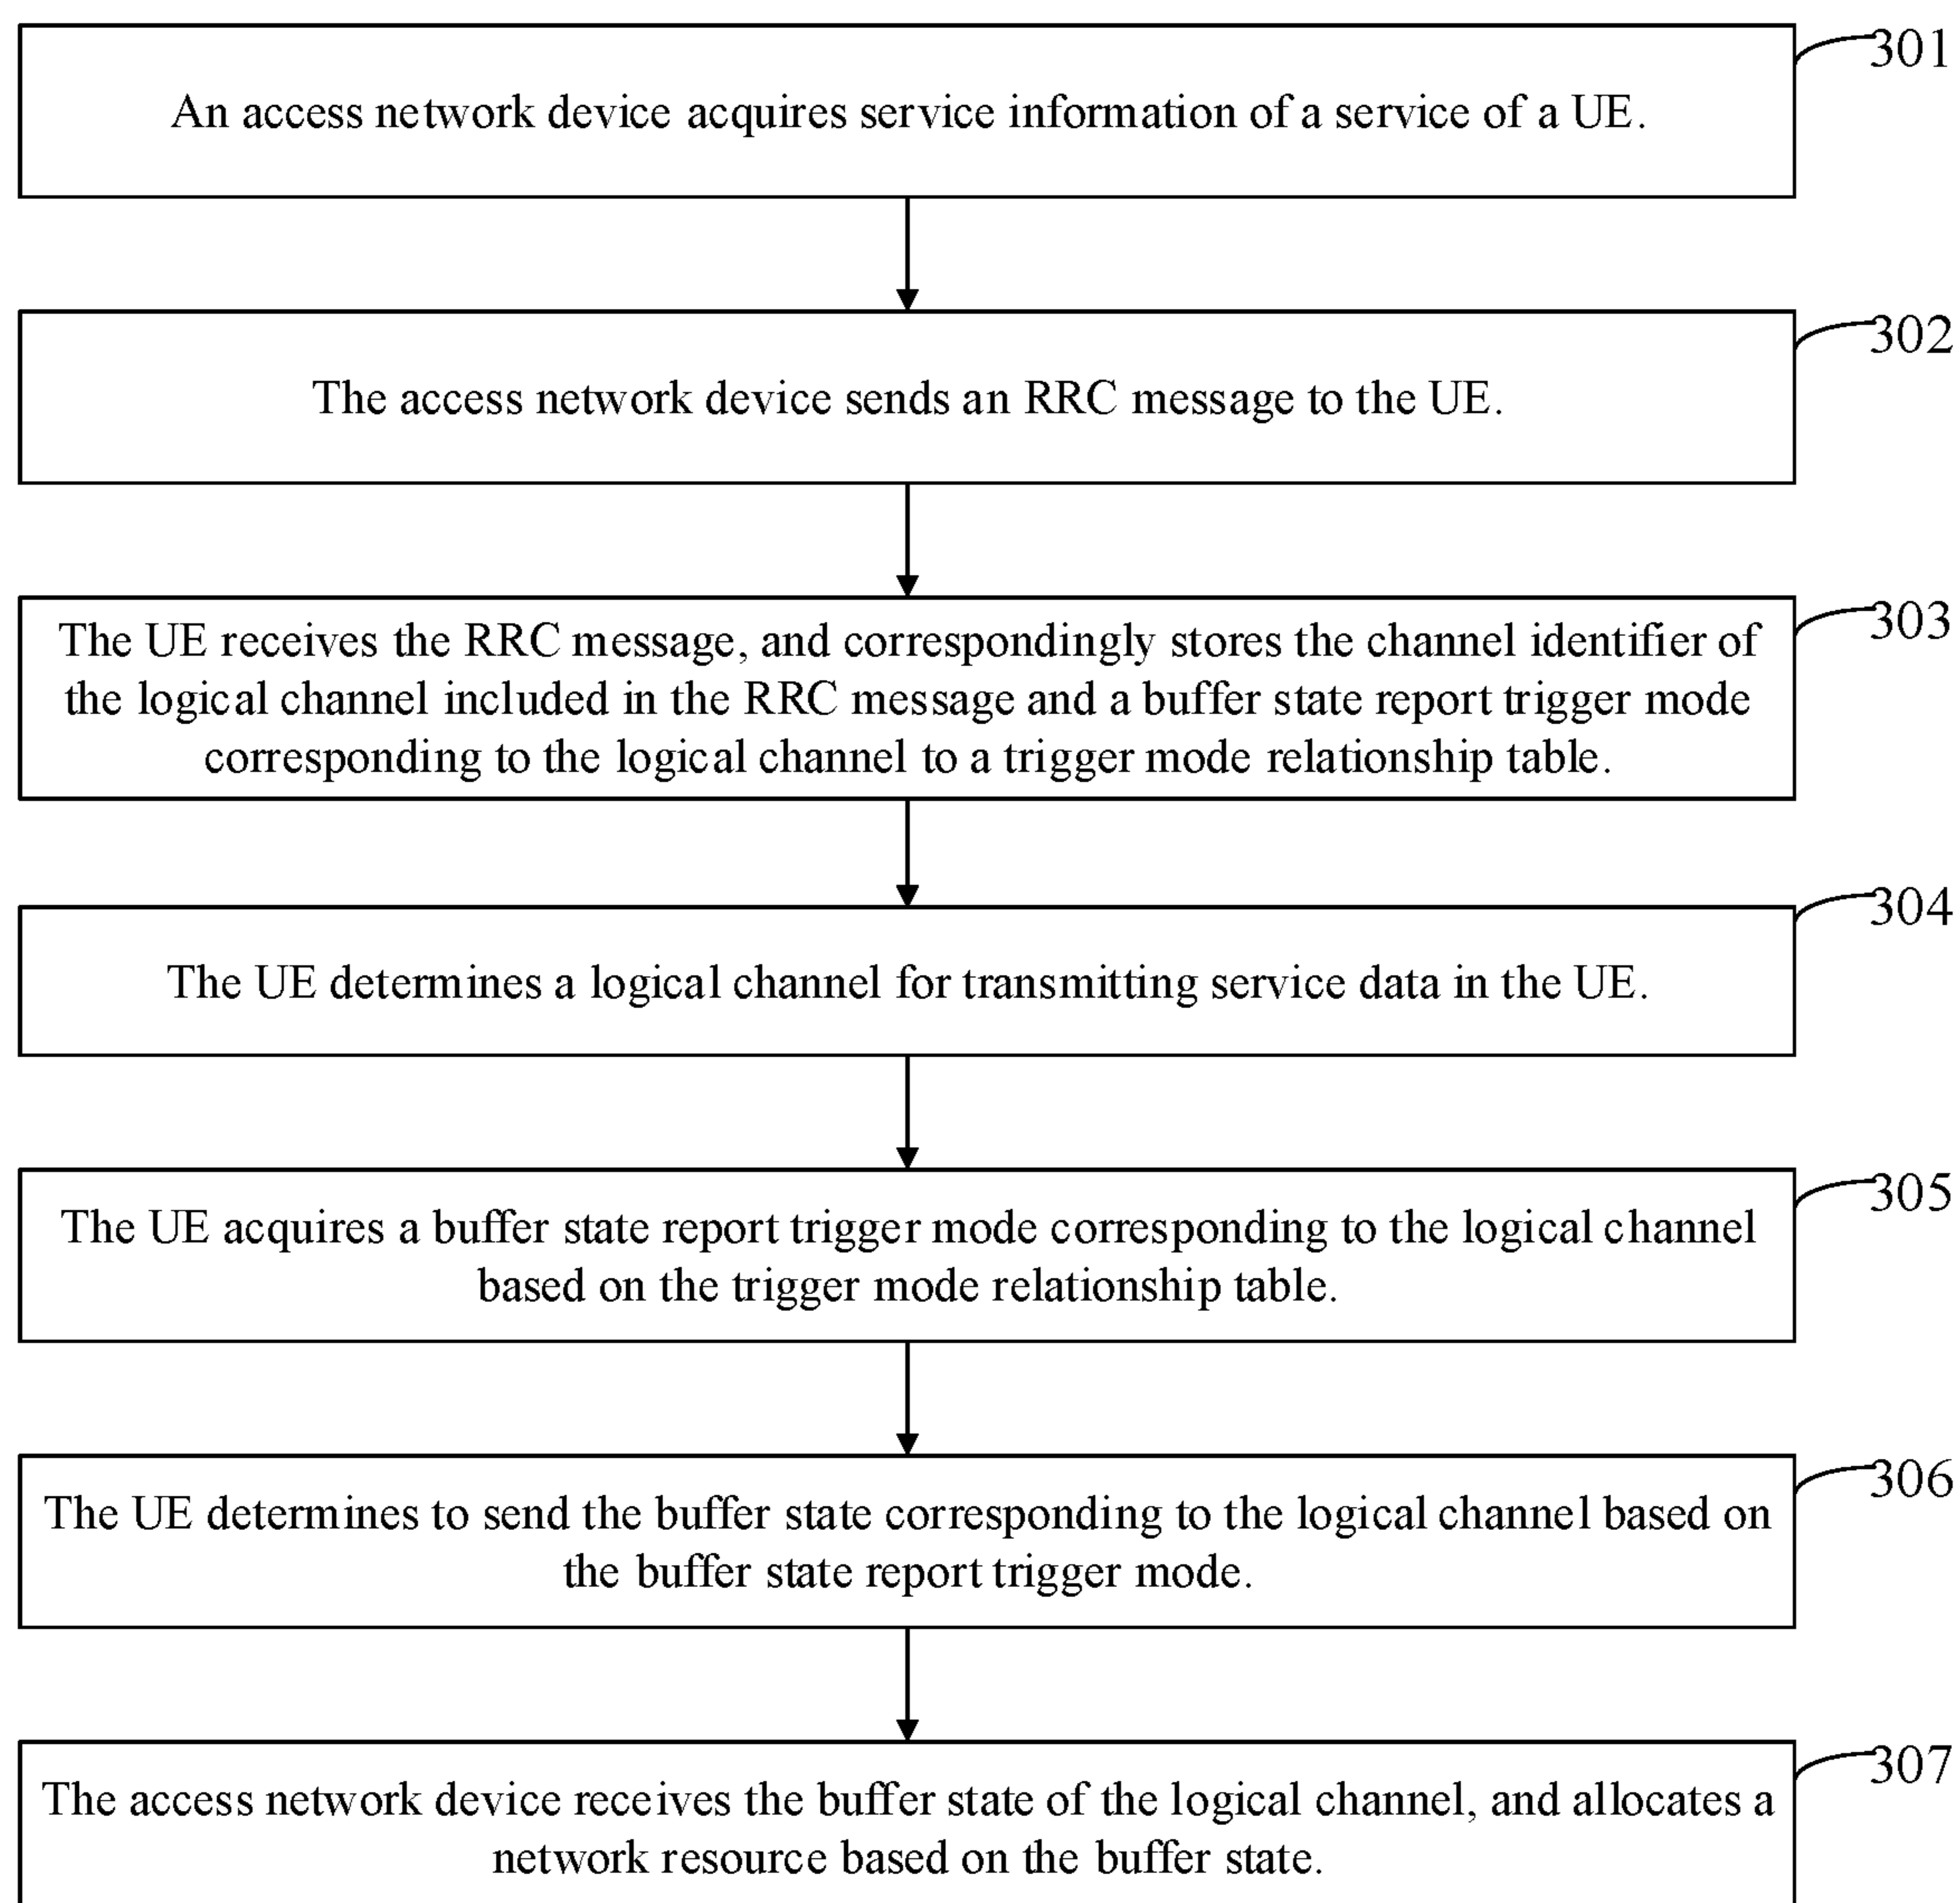 301
An access network device acquires service information of a service of a UE.
302
The access network device sends an RRC message to the UE.
303
The UE receives the RRC message, and correspondingly stores the channel identifier of
the logical channel included in the RRC message and a buffer state report trigger mode
corresponding to the logical channel to a trigger mode relationship table.
304
The UE determines a logical channel for transmitting service data in the UE.
305
The UE acquires a buffer state report trigger mode corresponding to the logical channel
based on the trigger mode relationship table.
306
The UE determines to send the buffer state corresponding to the logical channel based on
the buffer state report trigger mode.
307
The access network device receives the buffer state of the logical channel, and allocates a
network resource based on the buffer state.